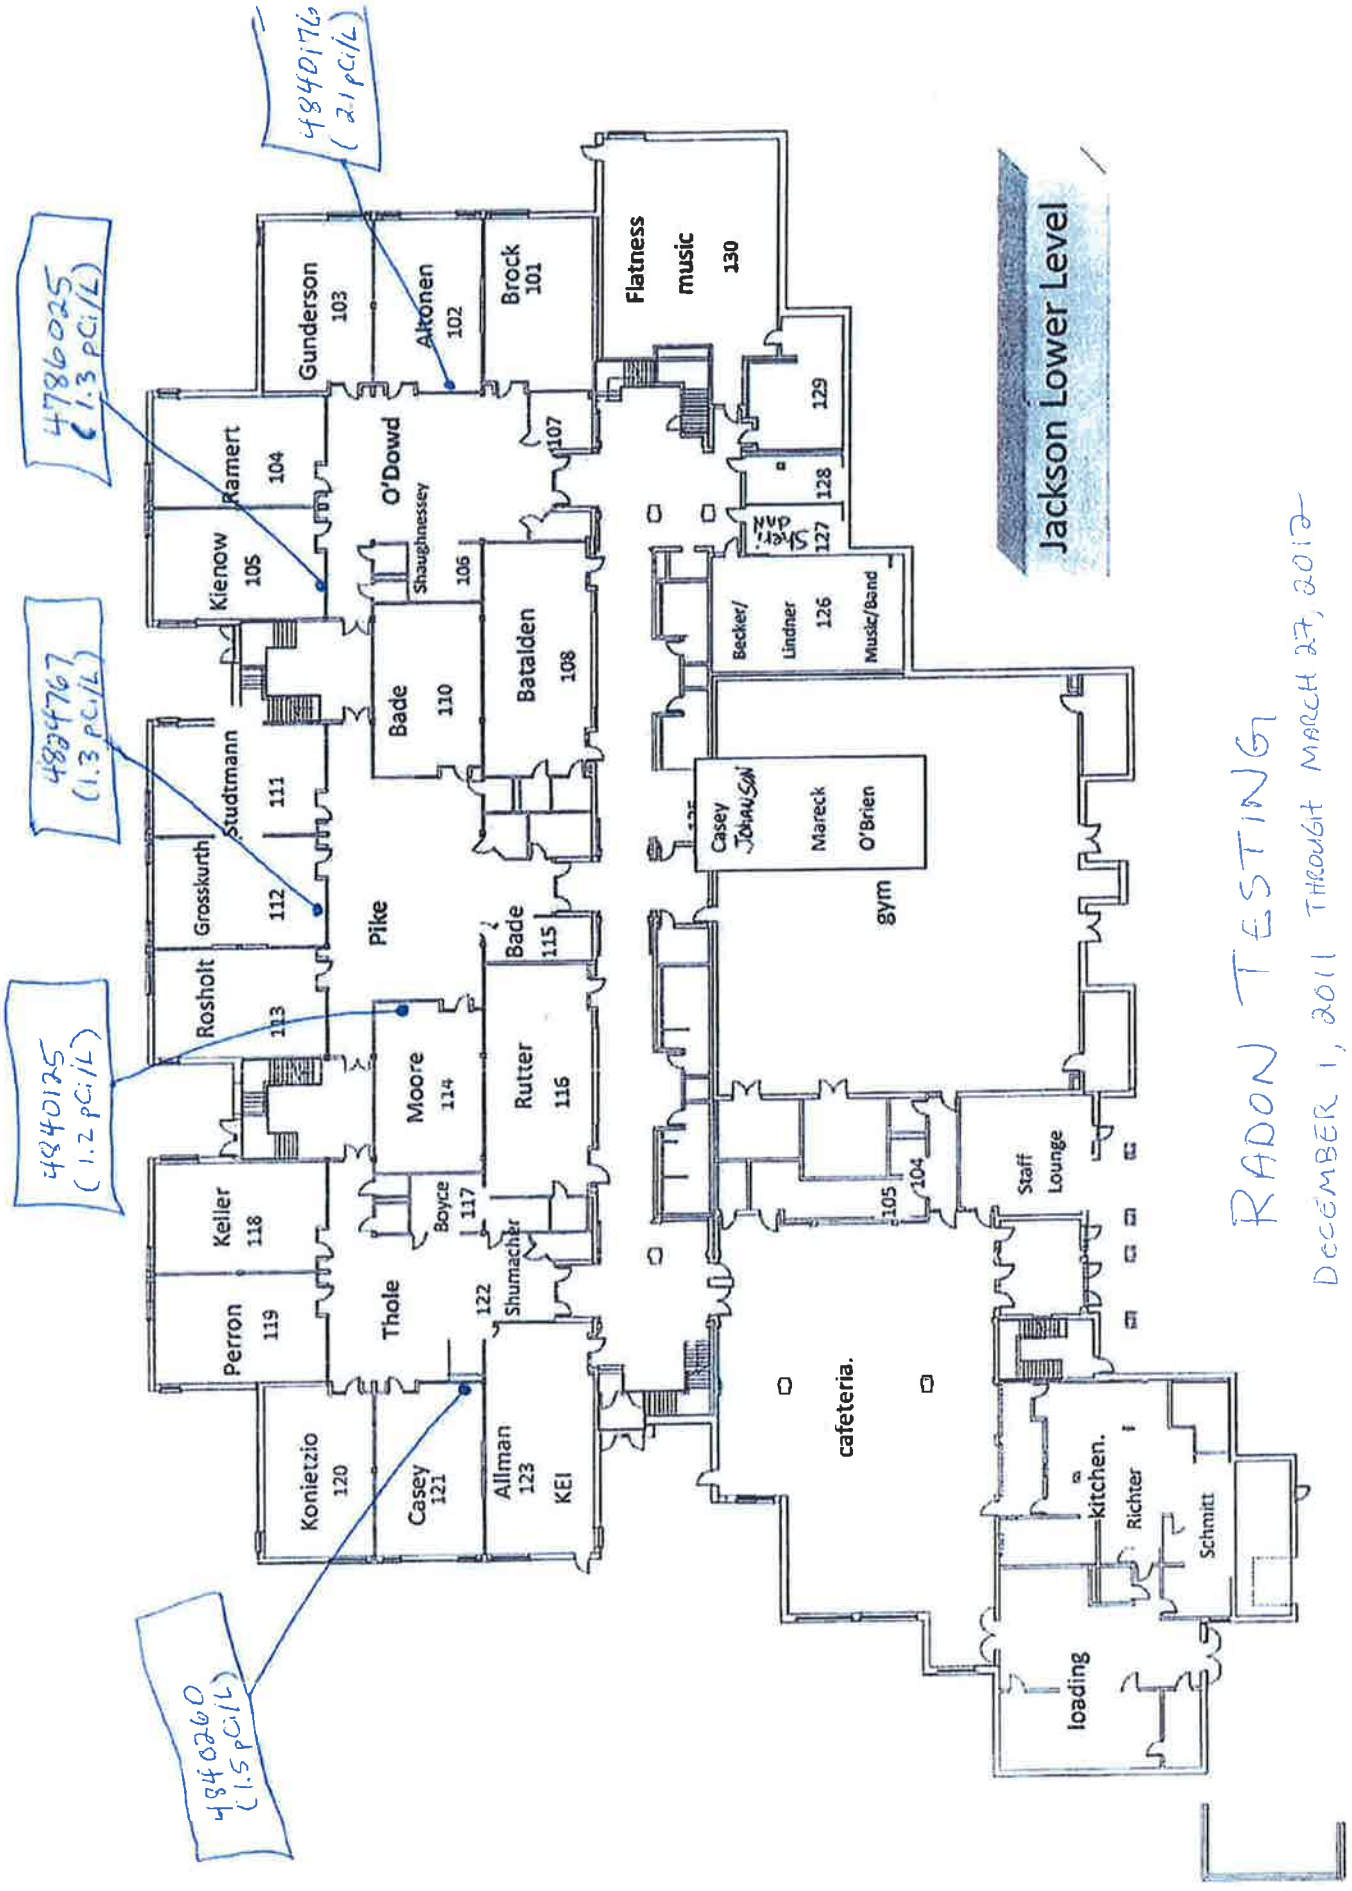 4840260
(1.5 pCi/L)
4840125
(1.2 pCi/L)
4824767
(1.3 pCi/L)
4786025
(1.3 pCi/L)
4840176
(2.1 pCi/L)
Perron
119
Keller
118
Rosholt
113
Groskurth
112
Studtmann
111
Kienow
105
Ramert
104
Konietzio
120
Gunderson
103
Casey
121
Thole
Boyce
117
Moore
114
Pike
Bade
110
Shaughnessey
106
O'Dowd
Altonen
102
Allman
123
KEI
122
Shumacher
Rutter
116
Bade
115
Batalden
108
107
Brock
101
Flatness
music
130
cafeteria.
105
104
gym
Casey
JOHANSON
Mareck
O'Brien
Becker/
Lindner
126
Music/Band
Sheri.
dan
127
128
129
Staff
Lounge
loading
kitchen.
Richter
Schmitt
Jackson Lower Level
RADON TESTING
DECEMBER 1, 2011 THROUGH MARCH 27, 2012